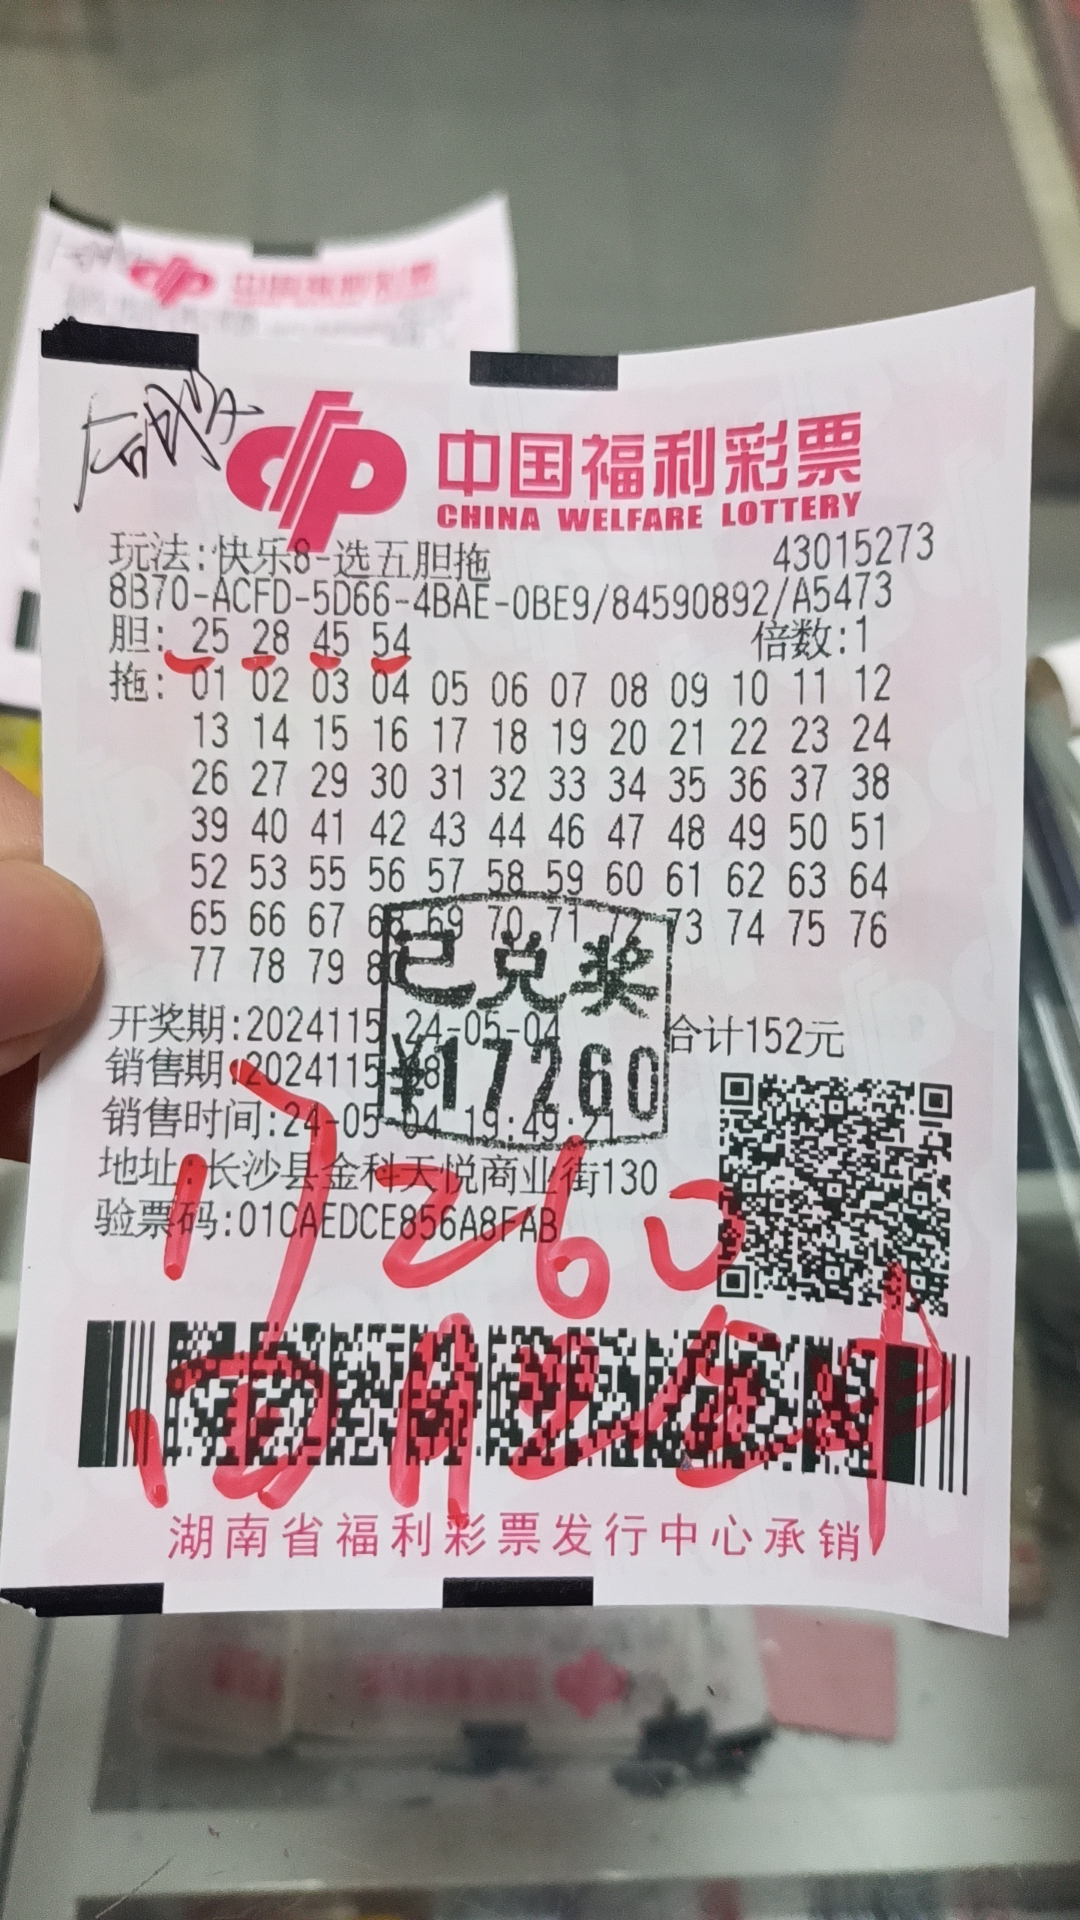 中国福利彩票
CHINA WELFARE LOTTERY
玩法:快乐8-选五胆拖 43015273
8B70-ACFD-5D66-4BAE-0BE9/84590892/A5473
胆: 25 28 45 54 倍数:1
拖: 01 02 03 04 05 06 07 08 09 10 11 12
13 14 15 16 17 18 19 20 21 22 23 24
26 27 29 30 31 32 33 34 35 36 37 38
39 40 41 42 43 44 46 47 48 49 50 51
52 53 55 56 57 58 59 60 61 62 63 64
65 66 67 68 69 70 71 72 73 74 75 76
77 78 79 80
已兑奖
¥17260
开奖期:2024115 24-05-04 合计152元
销售期:2024115-
销售时间:24-05-04 19:49:21
地址:长沙县金科天悦商业街130
验票码:01CAEDCE856A8FAB
17260
湖南省福利彩票发行中心承销